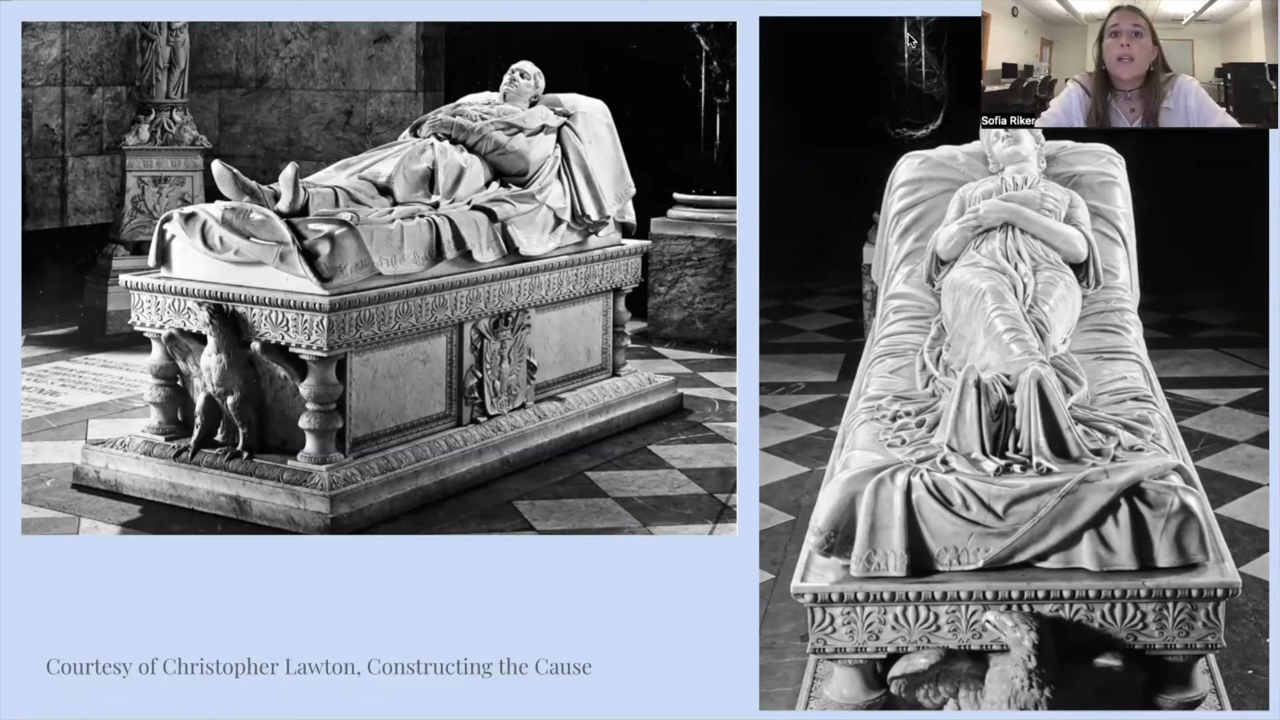 Sofia Riker
Courtesy of Christopher Lawton, Constructing the Cause